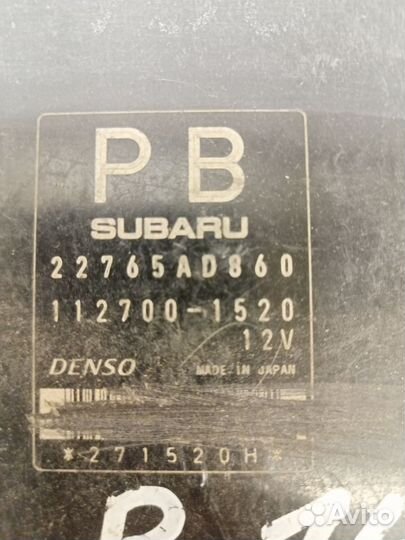 PB
SUBARU
22765AD860
112700-1520
12V
DENSO MADE IN JAPAN
*271520H*
Avito